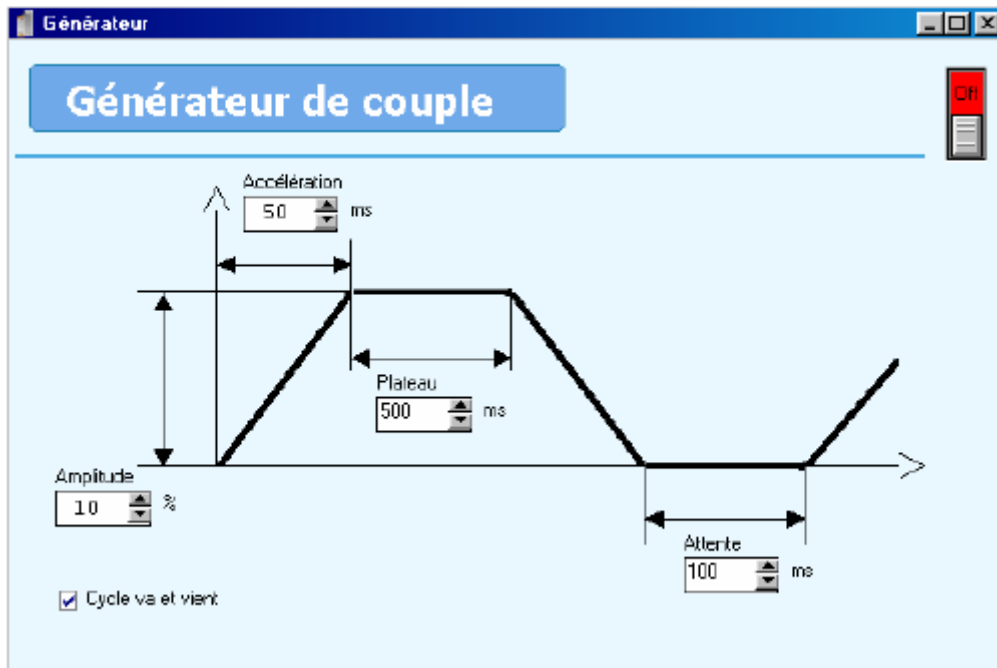 Générateur
Générateur de couple
Off
Accélération
50 ms
Plateau
500 ms
Amplitude
10 %
Attente
100 ms
Cycle va et vient